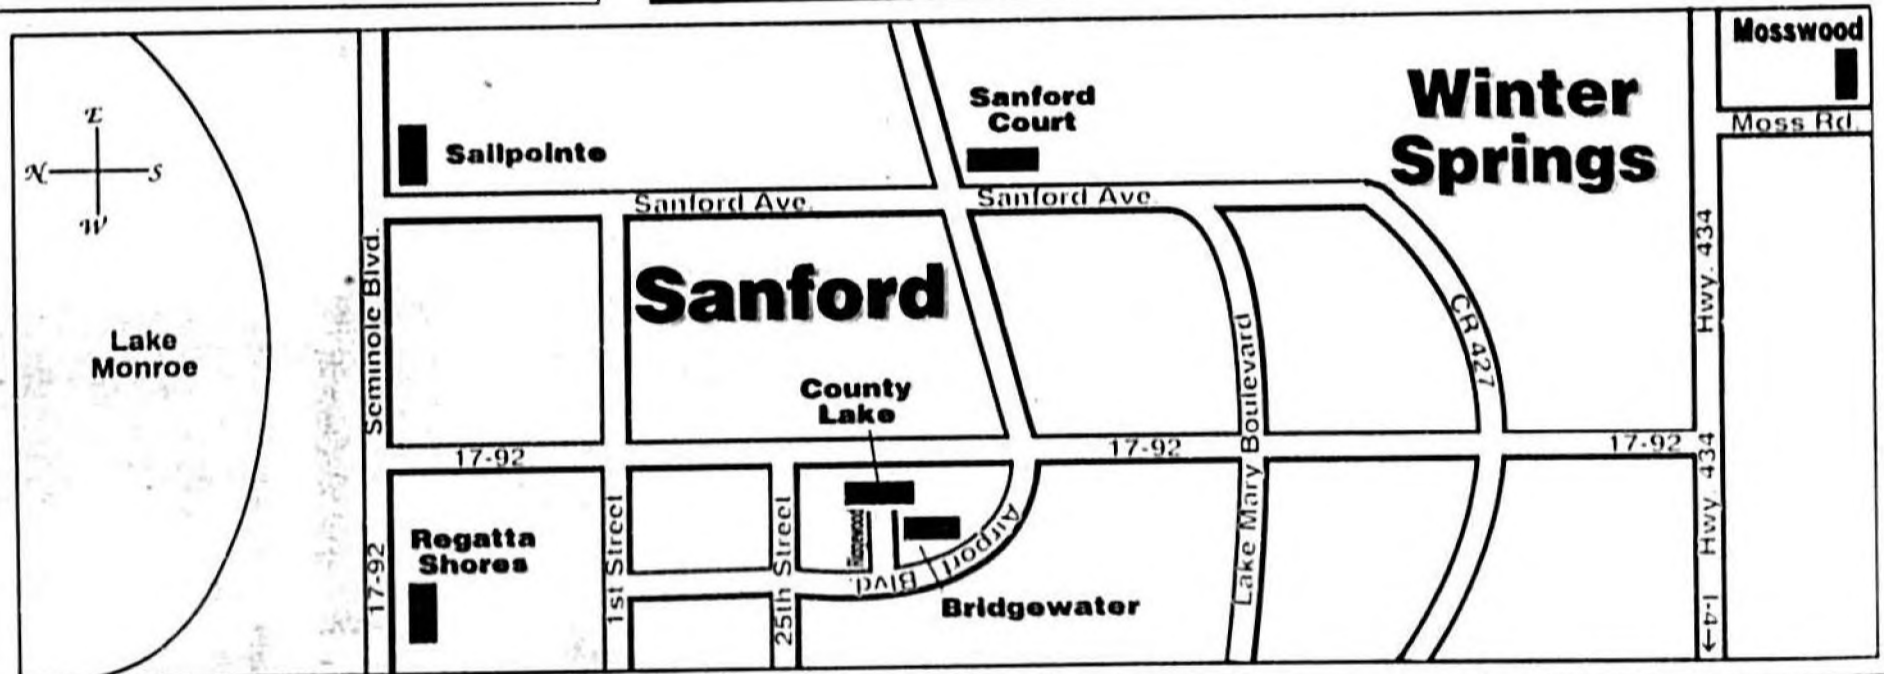 Mosswood
Winter
Springs
Moss Rd.
E
N
S
W
Sailpointe
Sanford
Court
Sanford Ave.
Sanford Ave.
Seminole Blvd.
Sanford
Lake
Monroe
Hwy. 434
CR 427
Lake Mary Boulevard
County
Lake
17-92
17-92
17-92
Regatta
Shores
17-92
1st Street
25th Street
Airport Blvd.
Bridgewater
Hwy. 434
I-4→